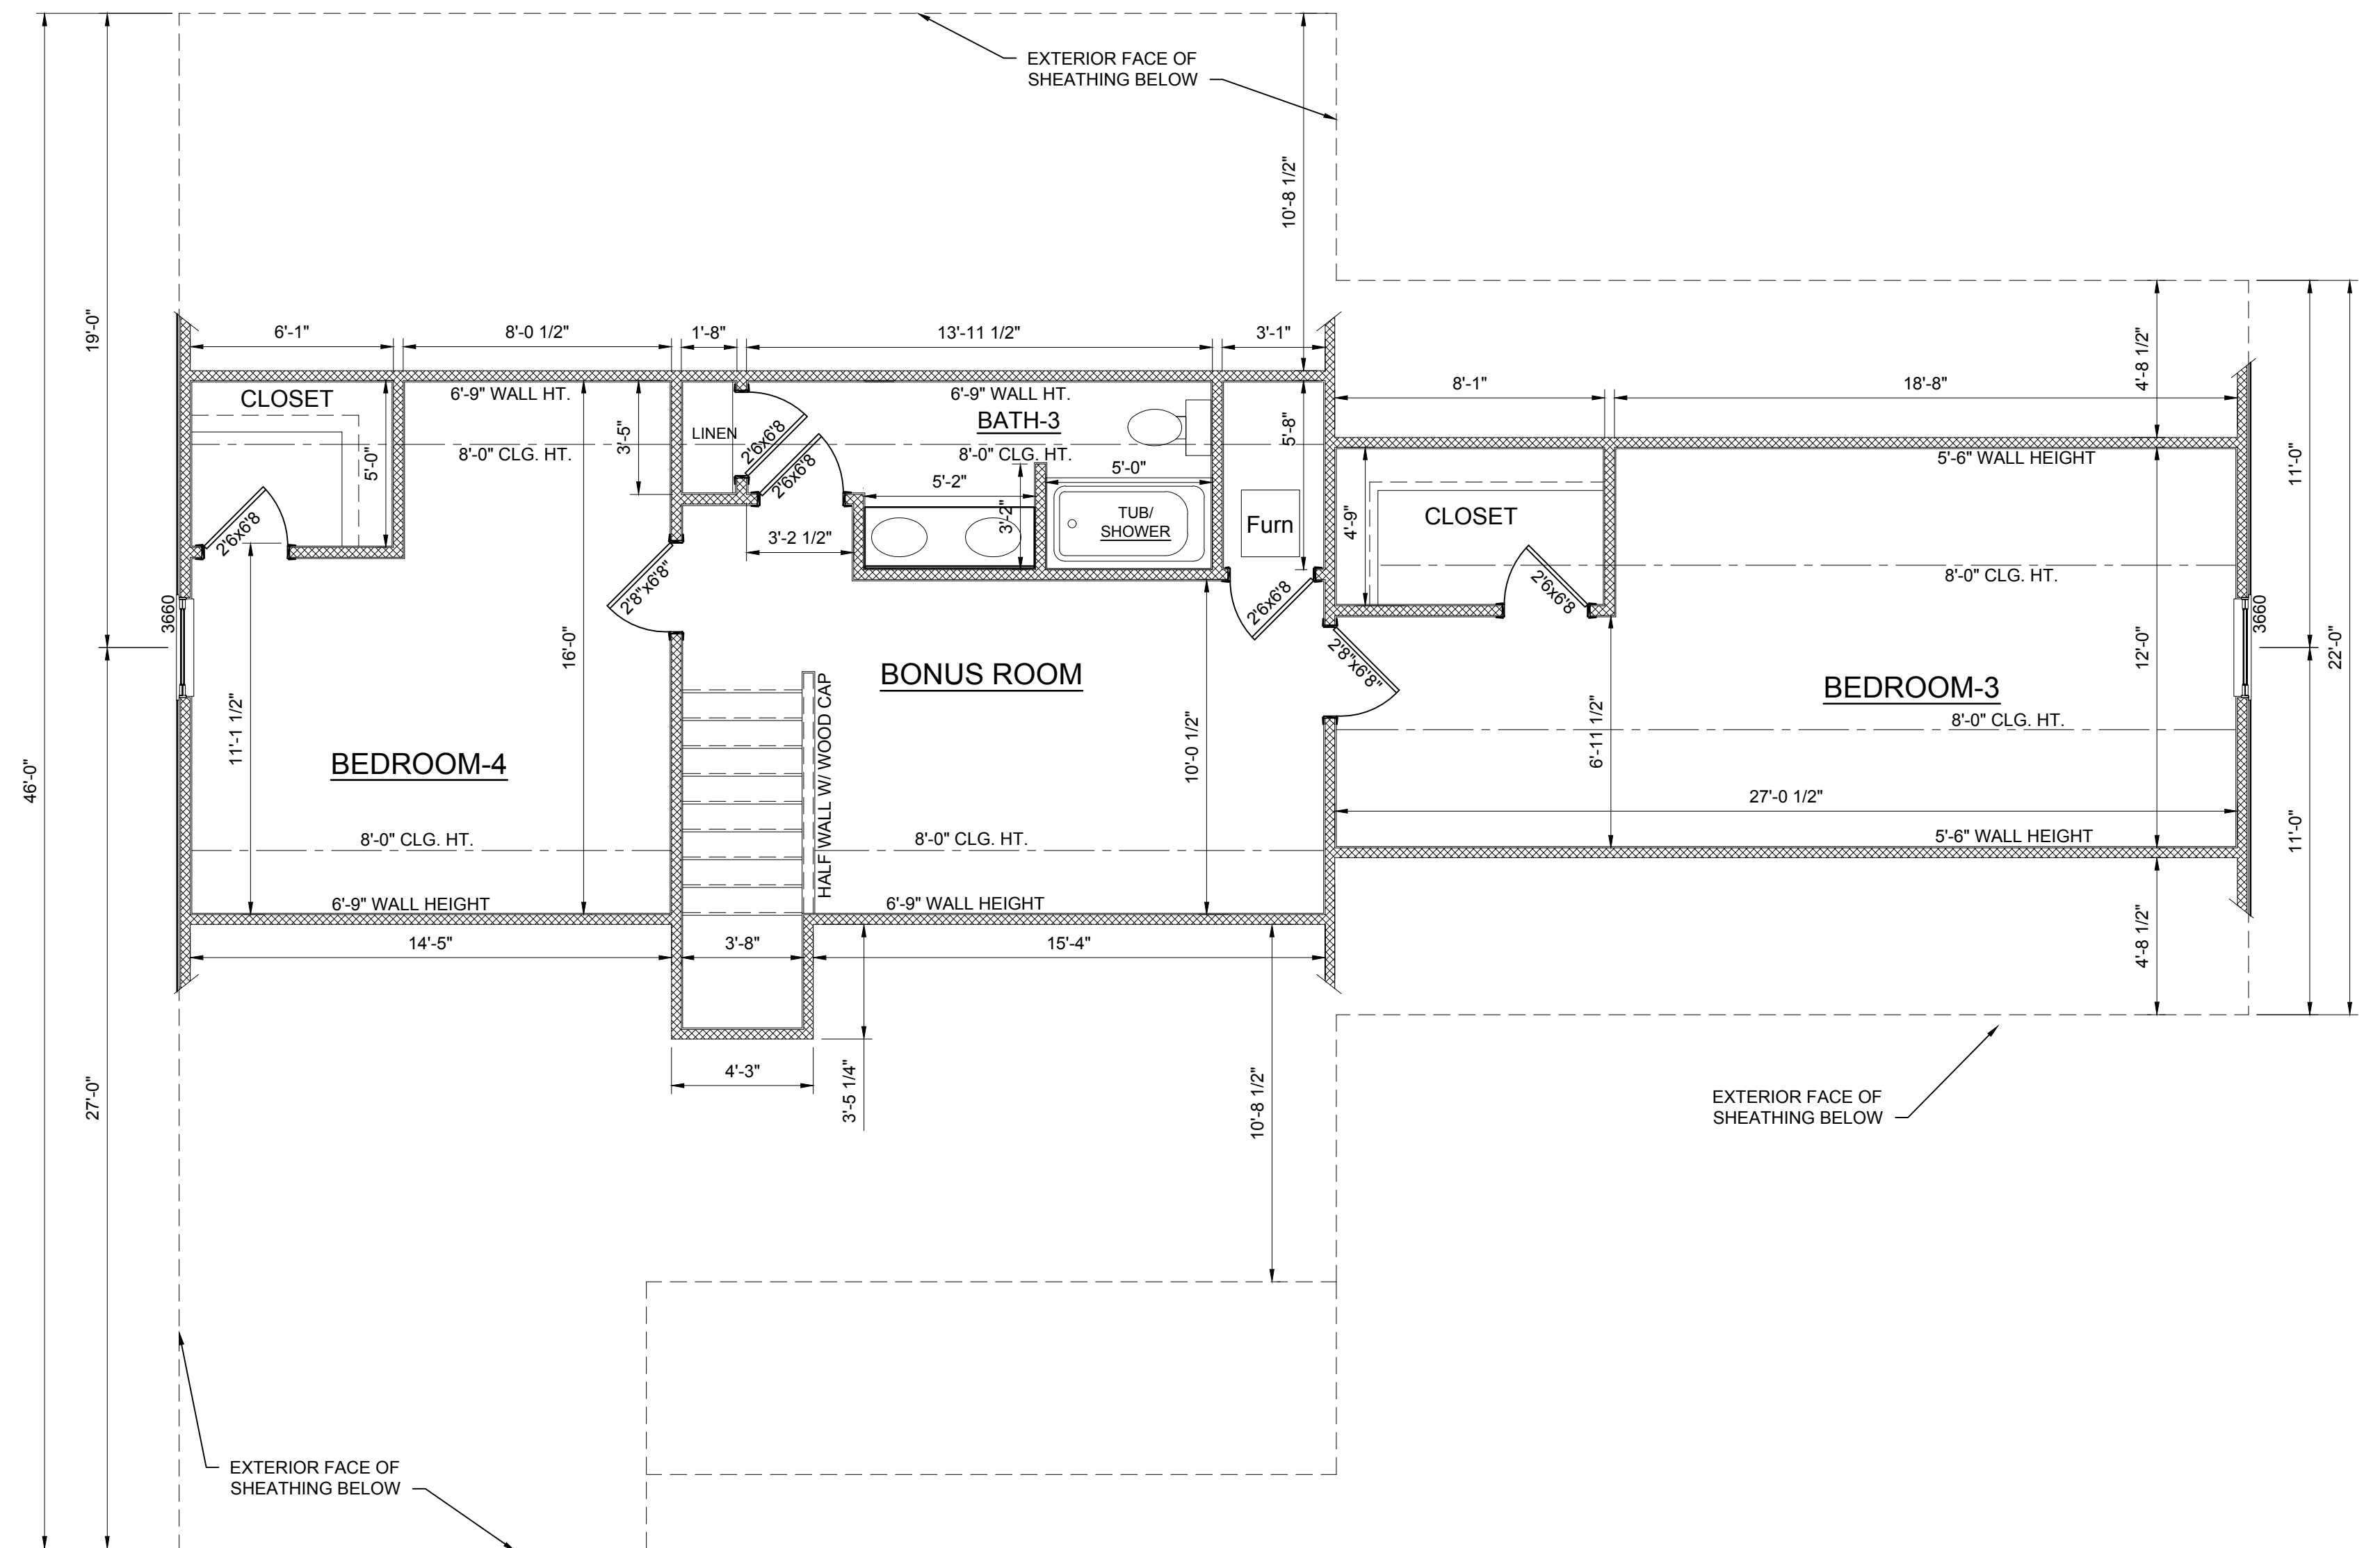 EXTERIOR FACE OF
SHEATHING BELOW
10'-8 1/2"
19'-0"
6'-1"
8'-0 1/2"
1'-8"
13'-11 1/2"
3'-1"
4'-8 1/2"
CLOSET
6'-9" WALL HT.
6'-9" WALL HT.
8'-1"
18'-8"
BATH-3
3'-5"
LINEN
2'6x6'8
5'-8"
8'-0" CLG. HT.
8'-0" CLG. HT.
5'-6" WALL HEIGHT
11'-0"
5'-0"
2'6x6'8
5'-2"
5'-0"
3'-2"
TUB/
SHOWER
Furn
4'-9"
CLOSET
2'6x6'8
3'-2 1/2"
8'-0" CLG. HT.
3660
2'8"x6'8"
2'6x6'8
2'6x6'8
3660
16'-0"
2'8"x6'8"
12'-0"
22'-0"
BONUS ROOM
BEDROOM-3
HALF WALL W/ WOOD CAP
11'-1 1/2"
10'-0 1/2"
6'-11 1/2"
8'-0" CLG. HT.
BEDROOM-4
46'-0"
27'-0 1/2"
8'-0" CLG. HT.
8'-0" CLG. HT.
5'-6" WALL HEIGHT
11'-0"
6'-9" WALL HEIGHT
6'-9" WALL HEIGHT
14'-5"
3'-8"
15'-4"
4'-8 1/2"
4'-3"
3'-5 1/4"
10'-8 1/2"
27'-0"
EXTERIOR FACE OF
SHEATHING BELOW
EXTERIOR FACE OF
SHEATHING BELOW